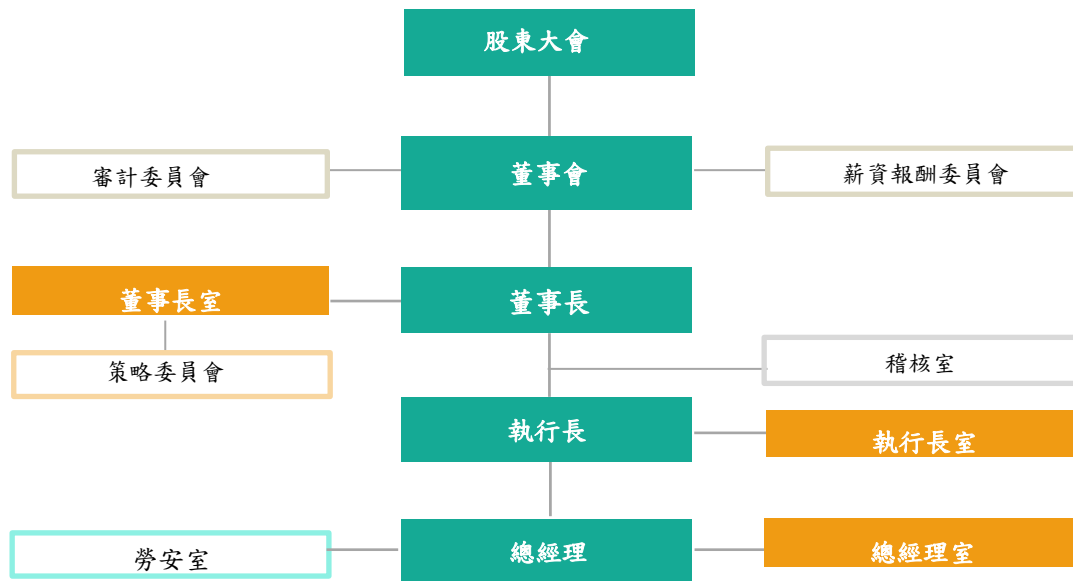 股東大會
審計委員會
董事會
薪資報酬委員會
董事長室
董事長
策略委員會
稽核室
執行長
執行長室
勞安室
總經理
總經理室